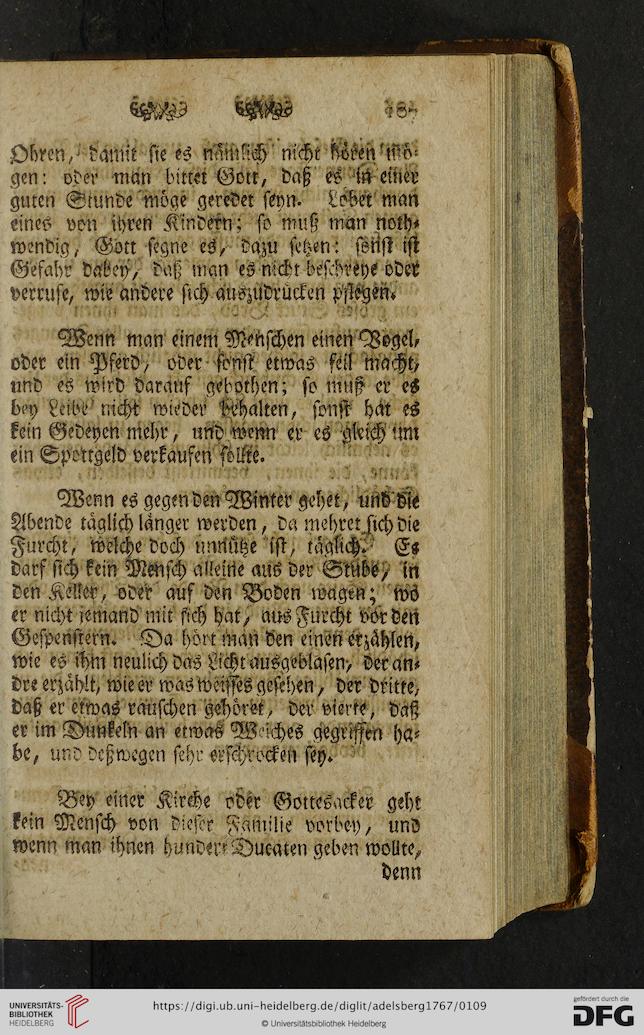 Ohren, damit sie es nämlich nicht hören mö-
gen: oder man bittet Gott, daß es in einer
guten Stunde möge geredet seyn. Lobet man
eines von ihren Kindern; so muß man noth-
wendig, Gott segne es, dazu setzen: sonst ist
Gefahr dabey, daß man es nicht beschreye oder
verruse, wie andere sich auszudrücken pflegen.
Wenn man einem Menschen einen Vogel,
oder ein Pferd, oder sonst etwas feil macht,
und es wird darauf gebothen; so muß er es
bey Leibe nicht wieder behalten, sonst hat es
kein Gedeyen mehr, und wenn er es gleich um
ein Spottgeld verkaufen sollte.
Wenn es gegen den Winter gehet, und die
Abende täglich länger werden, da mehret sich die
Furcht, welche doch unnütze ist, täglich. Es
darf sich kein Mensch alleine aus der Stube, in
den Keller, oder auf den Boden wagen; wo
er nicht jemand mit sich hat, aus Furcht vor den
Gespenstern. Da hört man den einen erzählen,
wie es ihm neulich das Licht ausgeblasen, der an-
dre erzählt, wie er was weisses gesehen, der dritte,
daß er etwas rauschen gehöret, der vierte, daß
er im Dunkeln an etwas Weiches gegriffen ha-
be, und deßwegen sehr erschrocken sey.
Bey einer Kirche oder Gottesacker geht
kein Mensch von dieser Familie vorbey, und
wenn man ihnen hundert Ducaten geben wollte,
denn
UNIVERSITÄTS-
BIBLIOTHEK
HEIDELBERG
https://digi.ub.uni-heidelberg.de/diglit/adelsberg1767/0109
© Universitätsbibliothek Heidelberg
gefördert durch die
DFG